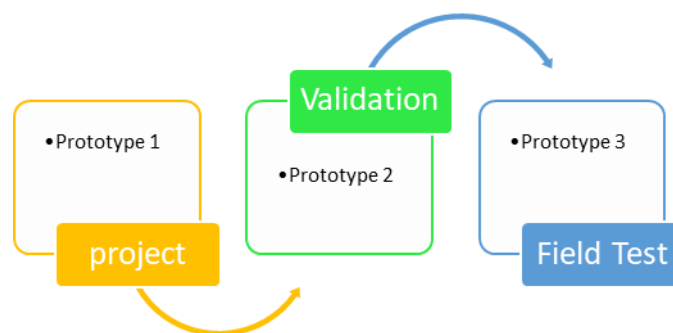 •Prototype 1
project
Validation
•Prototype 2
•Prototype 3
Field Test